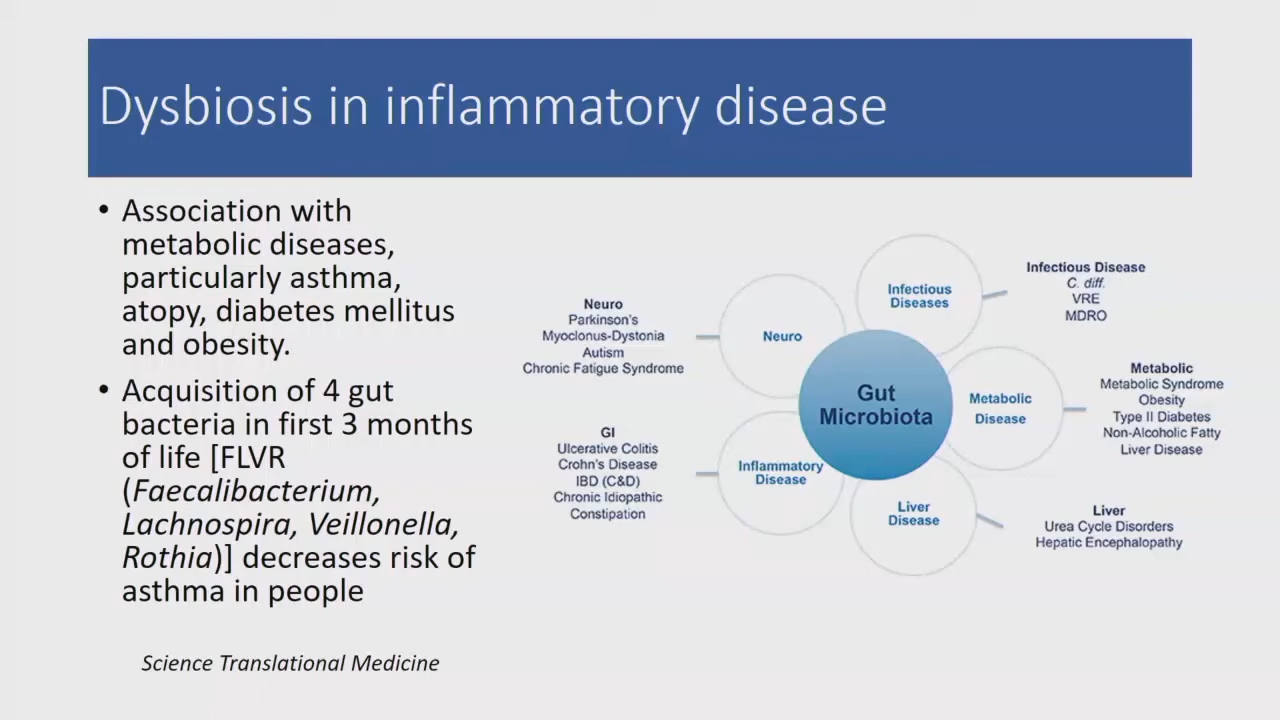 Dysbiosis in inflammatory disease
• Association with
metabolic diseases,
particularly asthma,
atopy, diabetes mellitus
and obesity.
• Acquisition of 4 gut
bacteria in first 3 months
of life [FLVR
(Faecalibacterium,
Lachnospira, Veillonella,
Rothia)] decreases risk of
asthma in people
Science Translational Medicine
Neuro
Parkinson's
Myoclonus-Dystonia
Autism
Chronic Fatigue Syndrome
Neuro
GI
Ulcerative Colitis
Crohn's Disease
IBD (C&D)
Chronic Idiopathic
Constipation
Inflammatory
Disease
Gut
Microbiota
Infectious
Diseases
Infectious Disease
C. diff.
VRE
MDRO
Metabolic
Disease
Metabolic
Metabolic Syndrome
Obesity
Type II Diabetes
Non-Alcoholic Fatty
Liver Disease
Liver
Disease
Liver
Urea Cycle Disorders
Hepatic Encephalopathy